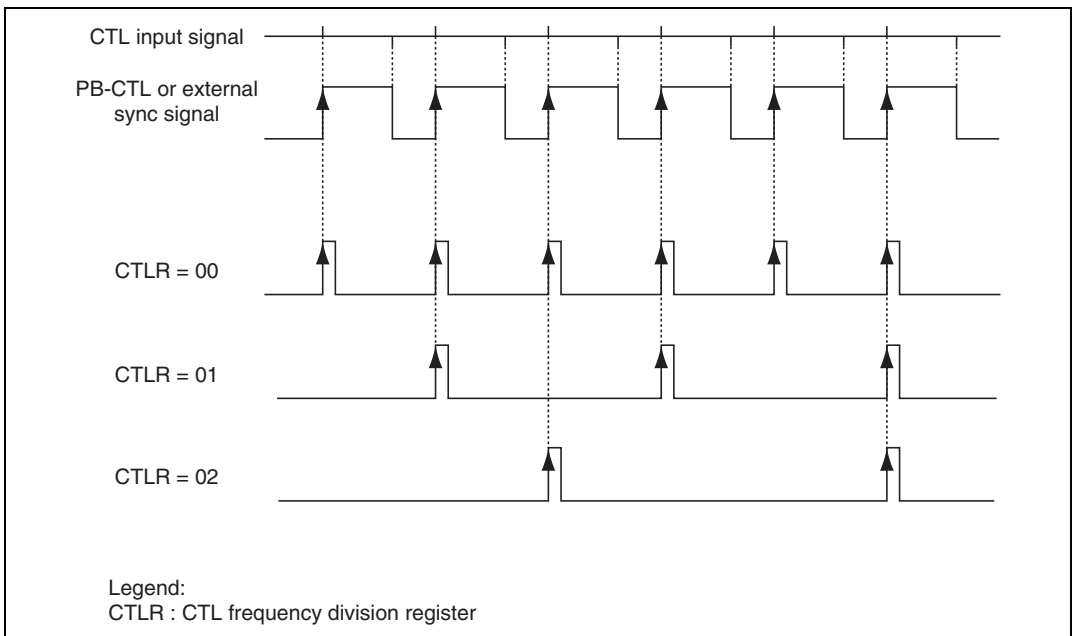 CTL input signal
PB-CTL or external
sync signal
CTLR = 00
CTLR = 01
CTLR = 02
Legend:
CTLR : CTL frequency division register